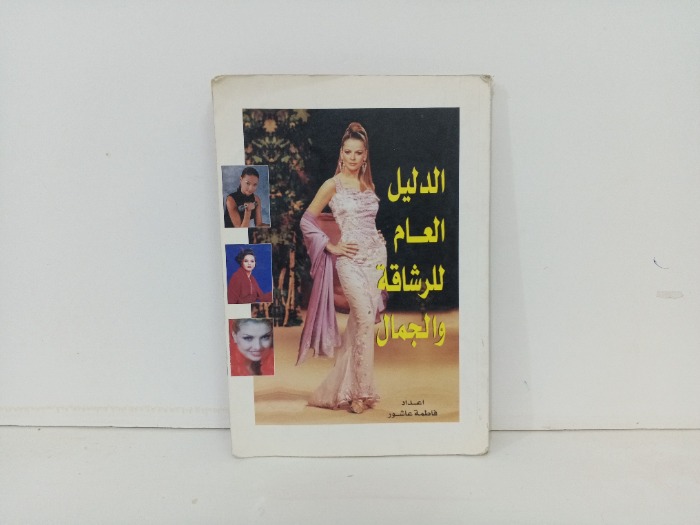 الدليل
العام
للرشاقة
والجمال
اعداد
فاطمة عاشور